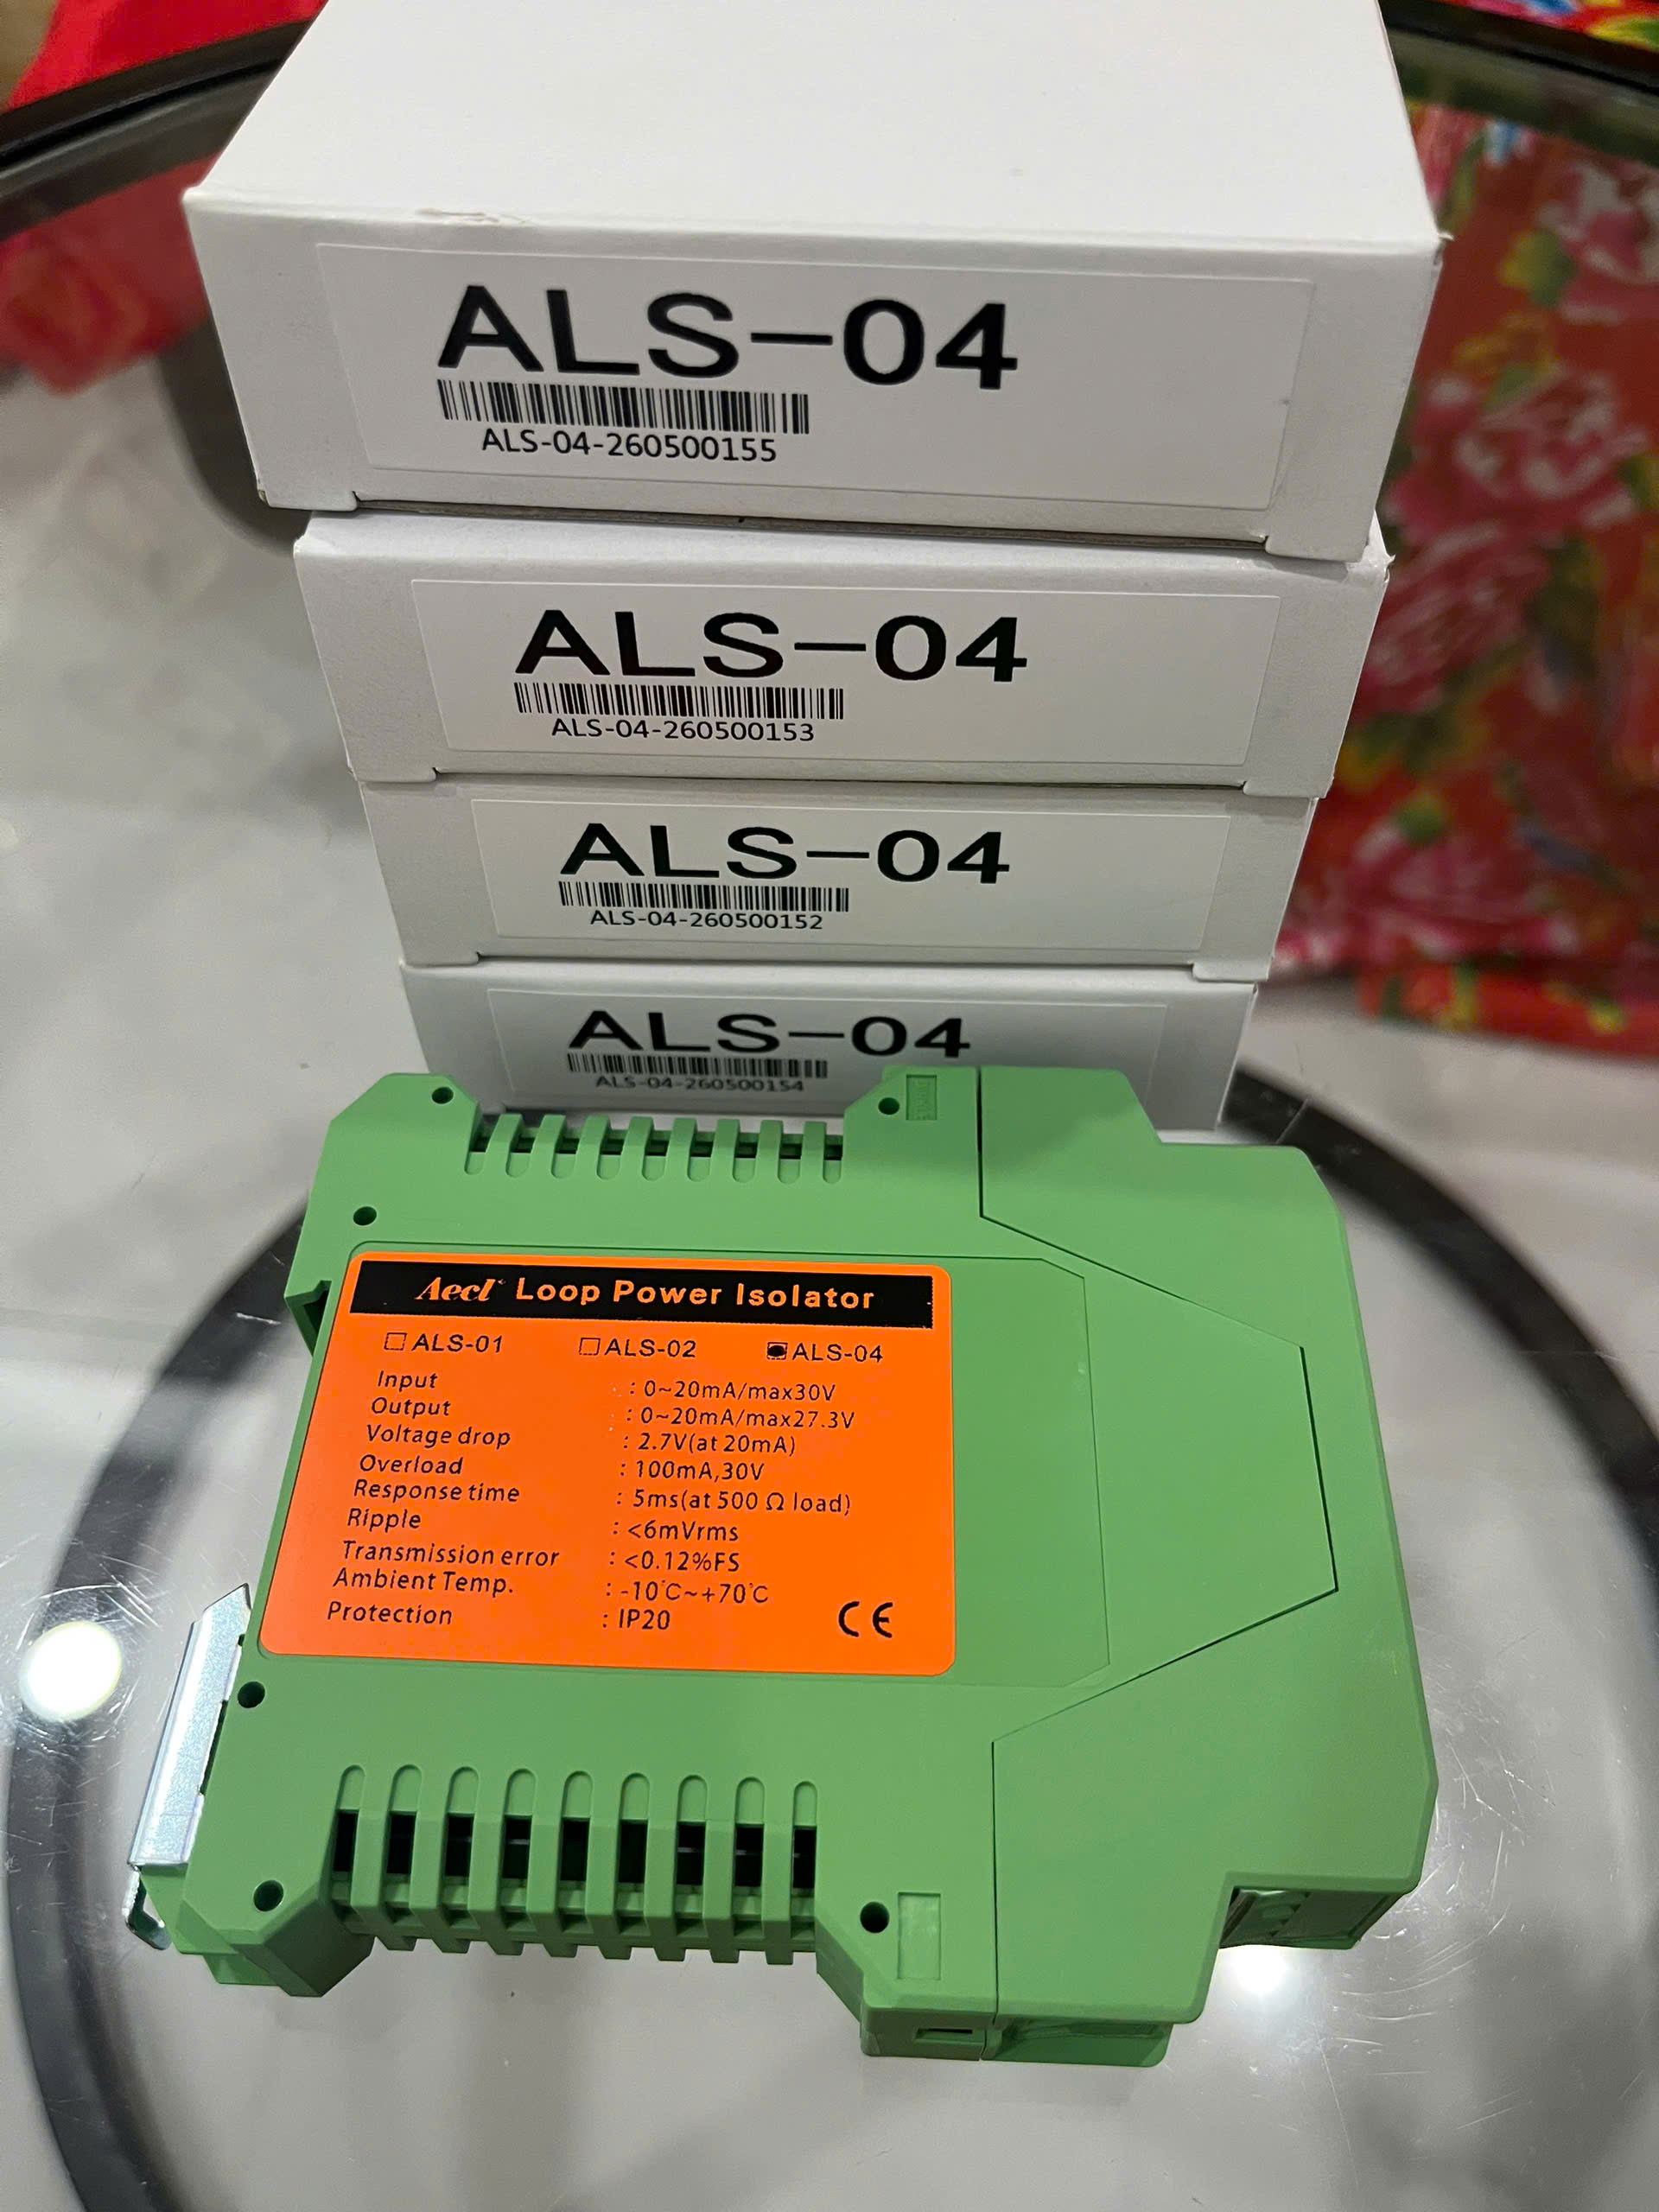 ALS-04
ALS-04-260500155
ALS-04
ALS-04-260500153
ALS-04
ALS-04-260500152
ALS-04
ALS-04-260500154
Aecl Loop Power Isolator
ALS-01 ALS-02 ALS-04
Input : 0~20mA/max30V
Output : 0~20mA/max27.3V
Voltage drop : 2.7V(at 20mA)
Overload : 100mA,30V
Response time : 5ms(at 500 Ω load)
Ripple : <6mVrms
Transmission error : <0.12%FS
Ambient Temp. : -10°C~+70°C
Protection : IP20
CE